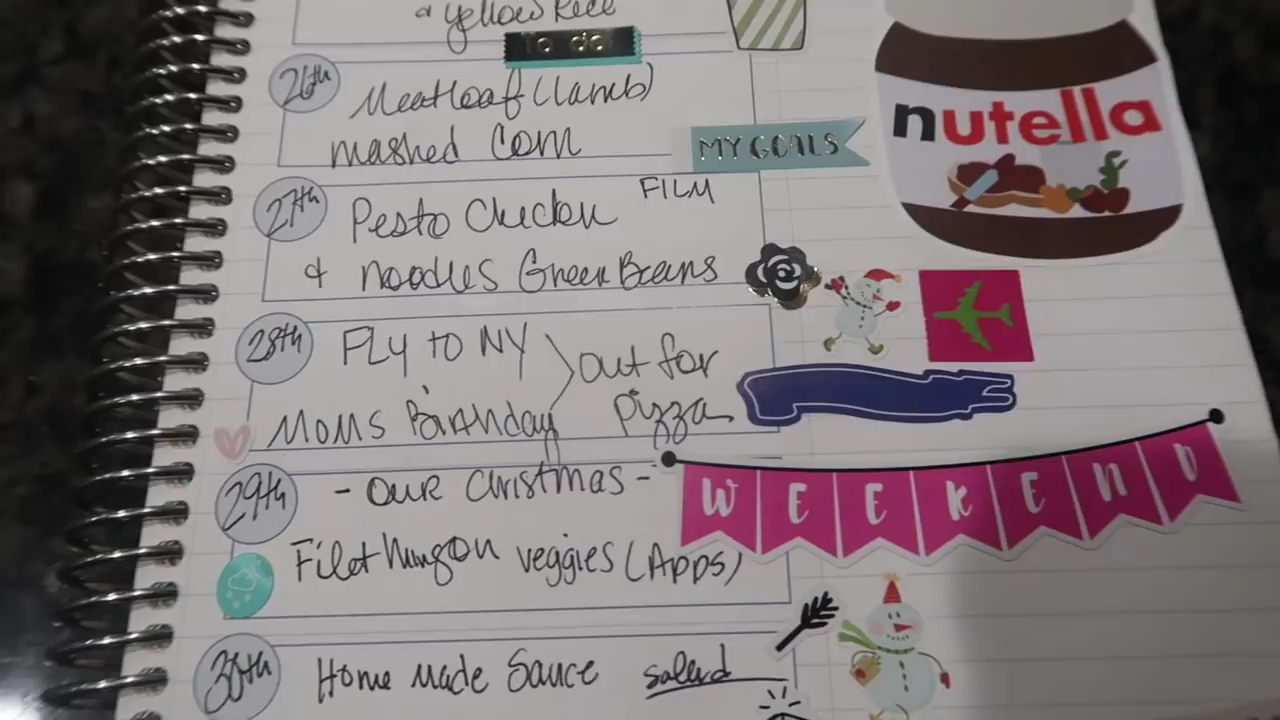 & yellow Rice
To do
26th Meatloaf (lamb)
mashed Corn
MY GOALS
nutella
27th Pesto Chicken FILM
& noodles Green Beans
28th FLy to NY out for
Moms Birthday pizza
29th - Our Christmas -
WEEKEND
Filet mignon veggies (Apps)
30th Home Made Sauce salad